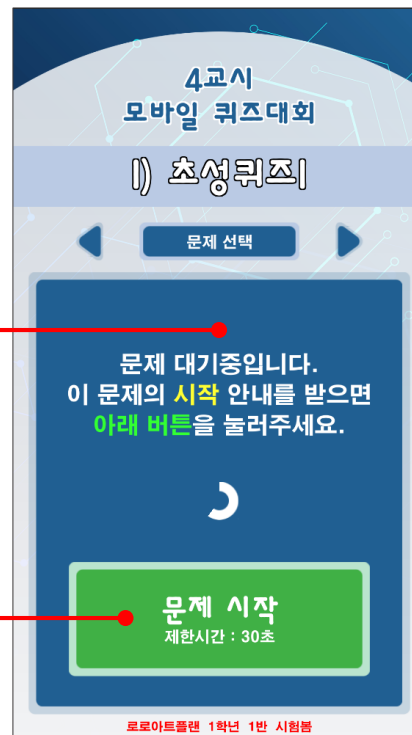 4교시
모바일 퀴즈대회
1) 초성퀴즈1
문제 선택
문제 대기중입니다.
이 문제의 시작 안내를 받으면
아래 버튼을 눌러주세요.
문제 시작
제한시간 : 30초
로로아트플랜 1학년 1반 시험봄